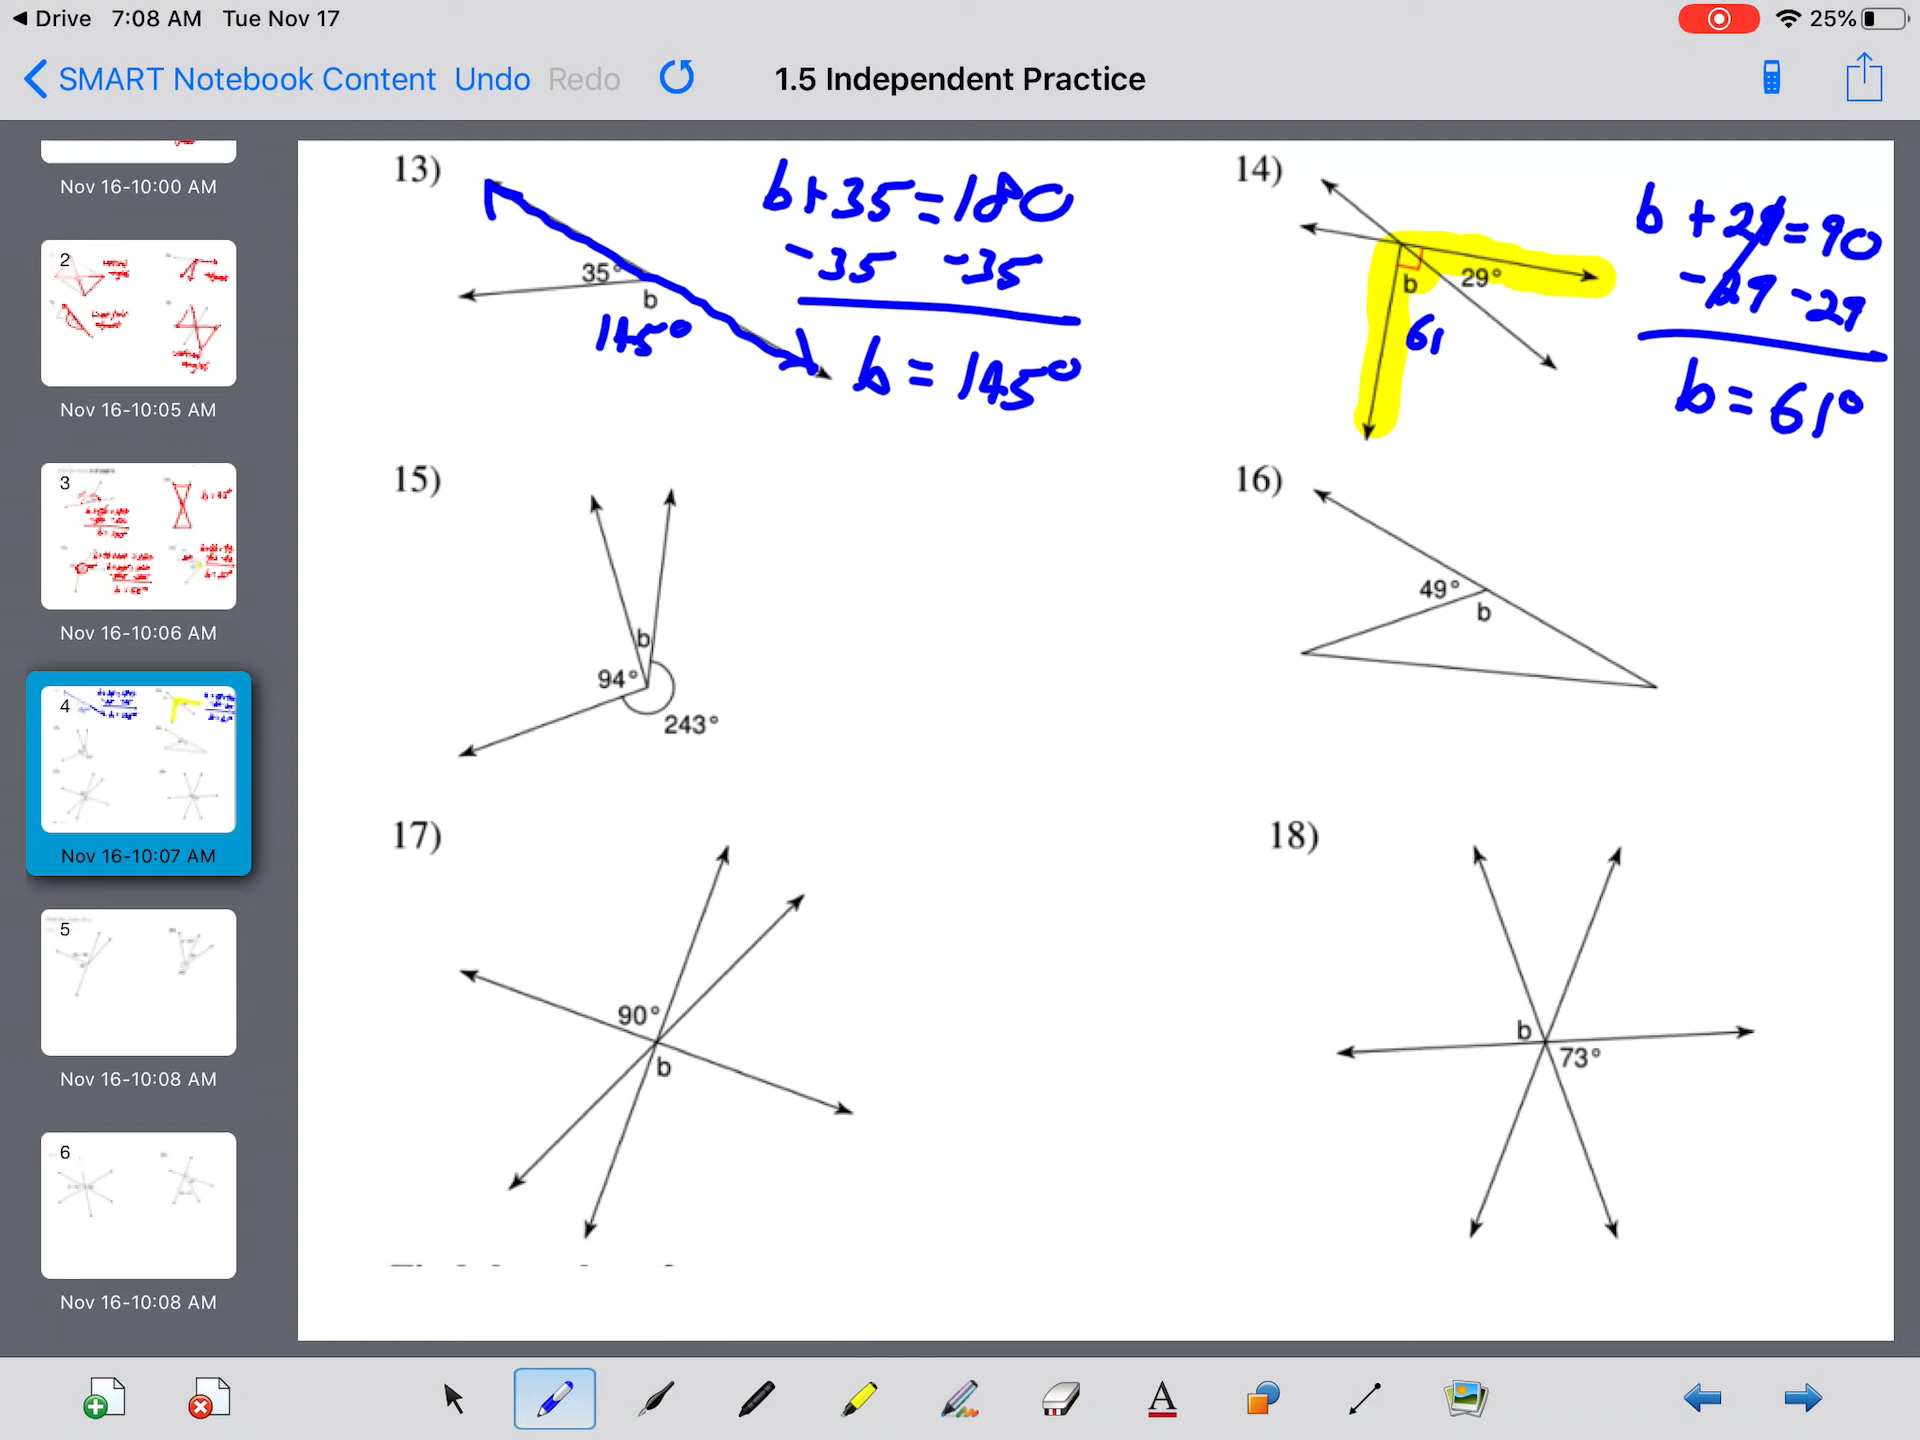 Drive 7:08 AM Tue Nov 17 25%
SMART Notebook Content Undo Redo 1.5 Independent Practice
Nov 16-10:00 AM
2
Nov 16-10:05 AM
3
Nov 16-10:06 AM
4
Nov 16-10:07 AM
5
Nov 16-10:08 AM
6
Nov 16-10:08 AM
13)
35°
b
145°
b+35=180
-35 -35
b=145°
14)
b
29°
61
b+29=90
-29 -29
b=61°
15)
b
94°
243°
16)
49°
b
17)
90°
b
18)
b
73°
A